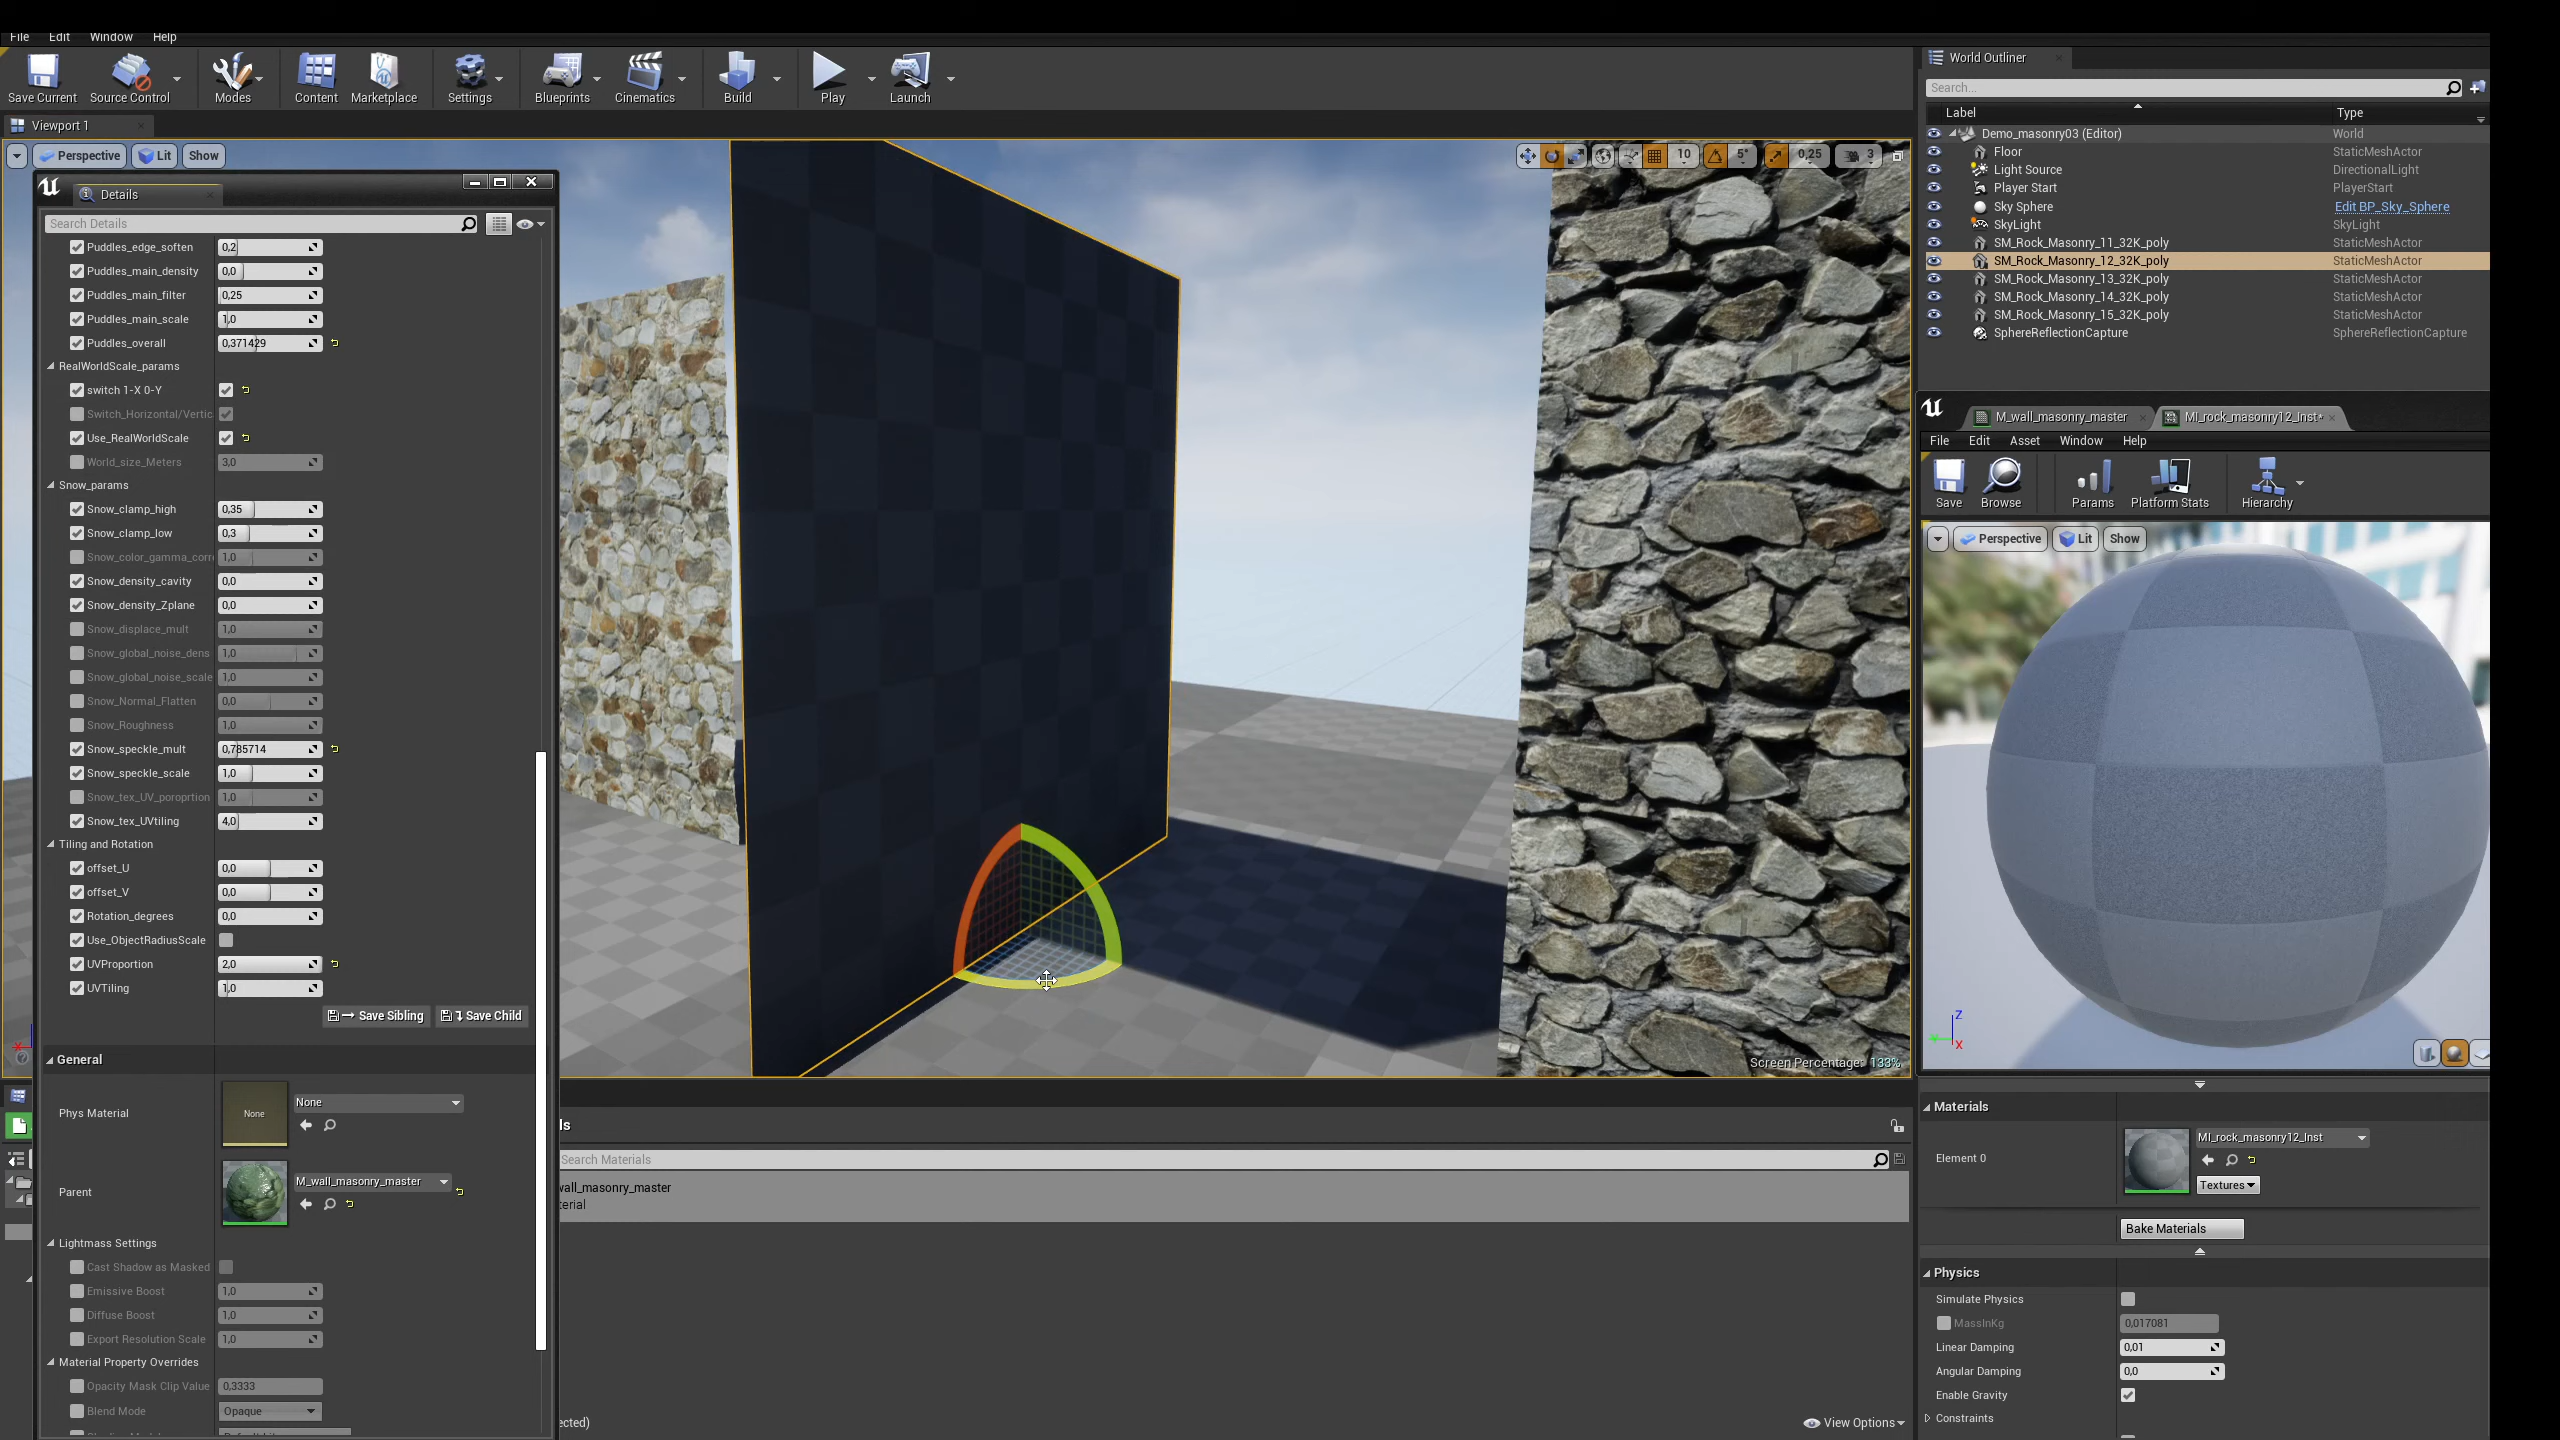 File Edit Window Help
Save Current Source Control Modes Content Marketplace Settings Blueprints Cinematics Build Play Launch
Viewport 1
Perspective Lit Show
10 5° 0,25 3
Details
Search Details
Puddles_edge_soften 0,2
Puddles_main_density 0,0
Puddles_main_filter 0,25
Puddles_main_scale 1,0
Puddles_overall 0,371429
RealWorldScale_params
switch 1-X 0-Y
Switch_Horizontal/Vertic
Use_RealWorldScale
World_size_Meters 3,0
Snow_params
Snow_clamp_high 0,35
Snow_clamp_low 0,3
Snow_color_gamma_corr 1,0
Snow_density_cavity 0,0
Snow_density_Zplane 0,0
Snow_displace_mult 1,0
Snow_global_noise_dens 1,0
Snow_global_noise_scale 1,0
Snow_Normal_Flatten 0,0
Snow_Roughness 1,0
Snow_speckle_mult 0,785714
Snow_speckle_scale 1,0
Snow_tex_UV_poroprtion 1,0
Snow_tex_UVtiling 4,0
Tiling and Rotation
offset_U 0,0
offset_V 0,0
Rotation_degrees 0,0
Use_ObjectRadiusScale
UVProportion 2,0
UVTiling 1,0
Save Sibling Save Child
General
Phys Material None None
Parent M_wall_masonry_master
Lightmass Settings
Cast Shadow as Masked
Emissive Boost 1,0
Diffuse Boost 1,0
Export Resolution Scale 1,0
Material Property Overrides
Opacity Mask Clip Value 0,3333
Blend Mode Opaque
Screen Percentage: 133%
ls
Search Materials
wall_masonry_master
terial
ected)
View Options
World Outliner
Search...
Label Type
Demo_masonry03 (Editor) World
Floor StaticMeshActor
Light Source DirectionalLight
Player Start PlayerStart
Sky Sphere Edit BP_Sky_Sphere
SkyLight SkyLight
SM_Rock_Masonry_11_32K_poly StaticMeshActor
SM_Rock_Masonry_12_32K_poly StaticMeshActor
SM_Rock_Masonry_13_32K_poly StaticMeshActor
SM_Rock_Masonry_14_32K_poly StaticMeshActor
SM_Rock_Masonry_15_32K_poly StaticMeshActor
SphereReflectionCapture SphereReflectionCapture
M_wall_masonry_master MI_rock_masonry12_Inst*
File Edit Asset Window Help
Save Browse Params Platform Stats Hierarchy
Perspective Lit Show
Z
X
Materials
Element 0 MI_rock_masonry12_Inst
Textures
Bake Materials
Physics
Simulate Physics
MassInKg 0,017081
Linear Damping 0,01
Angular Damping 0,0
Enable Gravity
Constraints